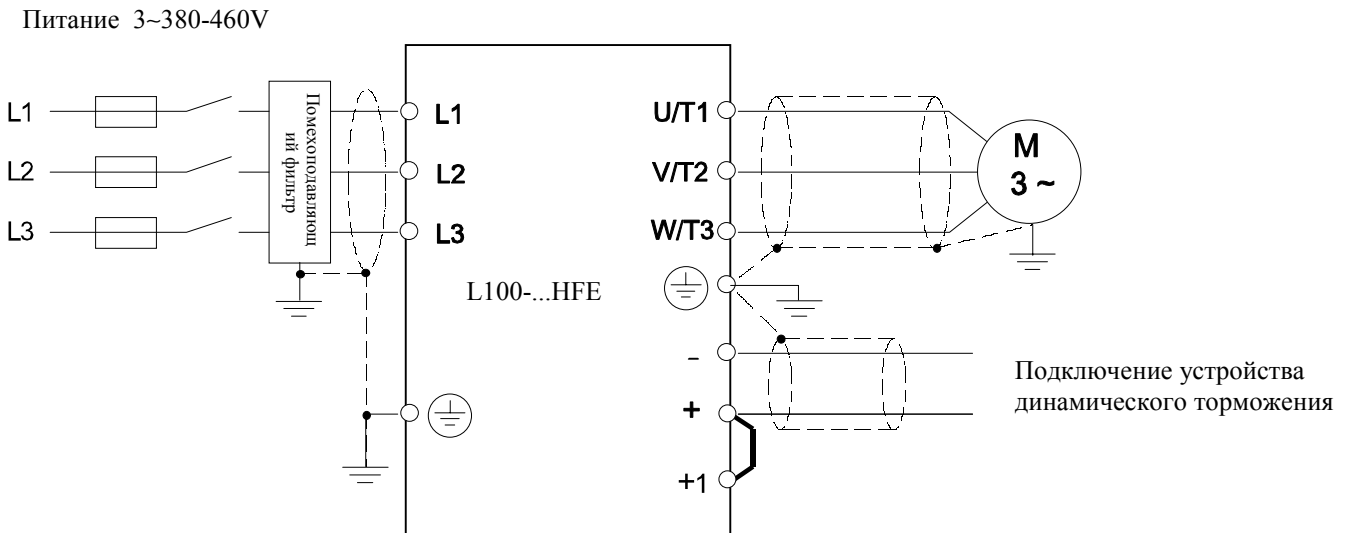 Питание 3~380-460V
L1
L2
L3
Помехоподавляющ
ий фильтр
L1
L2
L3
L100-...HFE
U/T1
V/T2
W/T3
-
+
+1
M
3 ~
Подключение устройства
динамического торможения